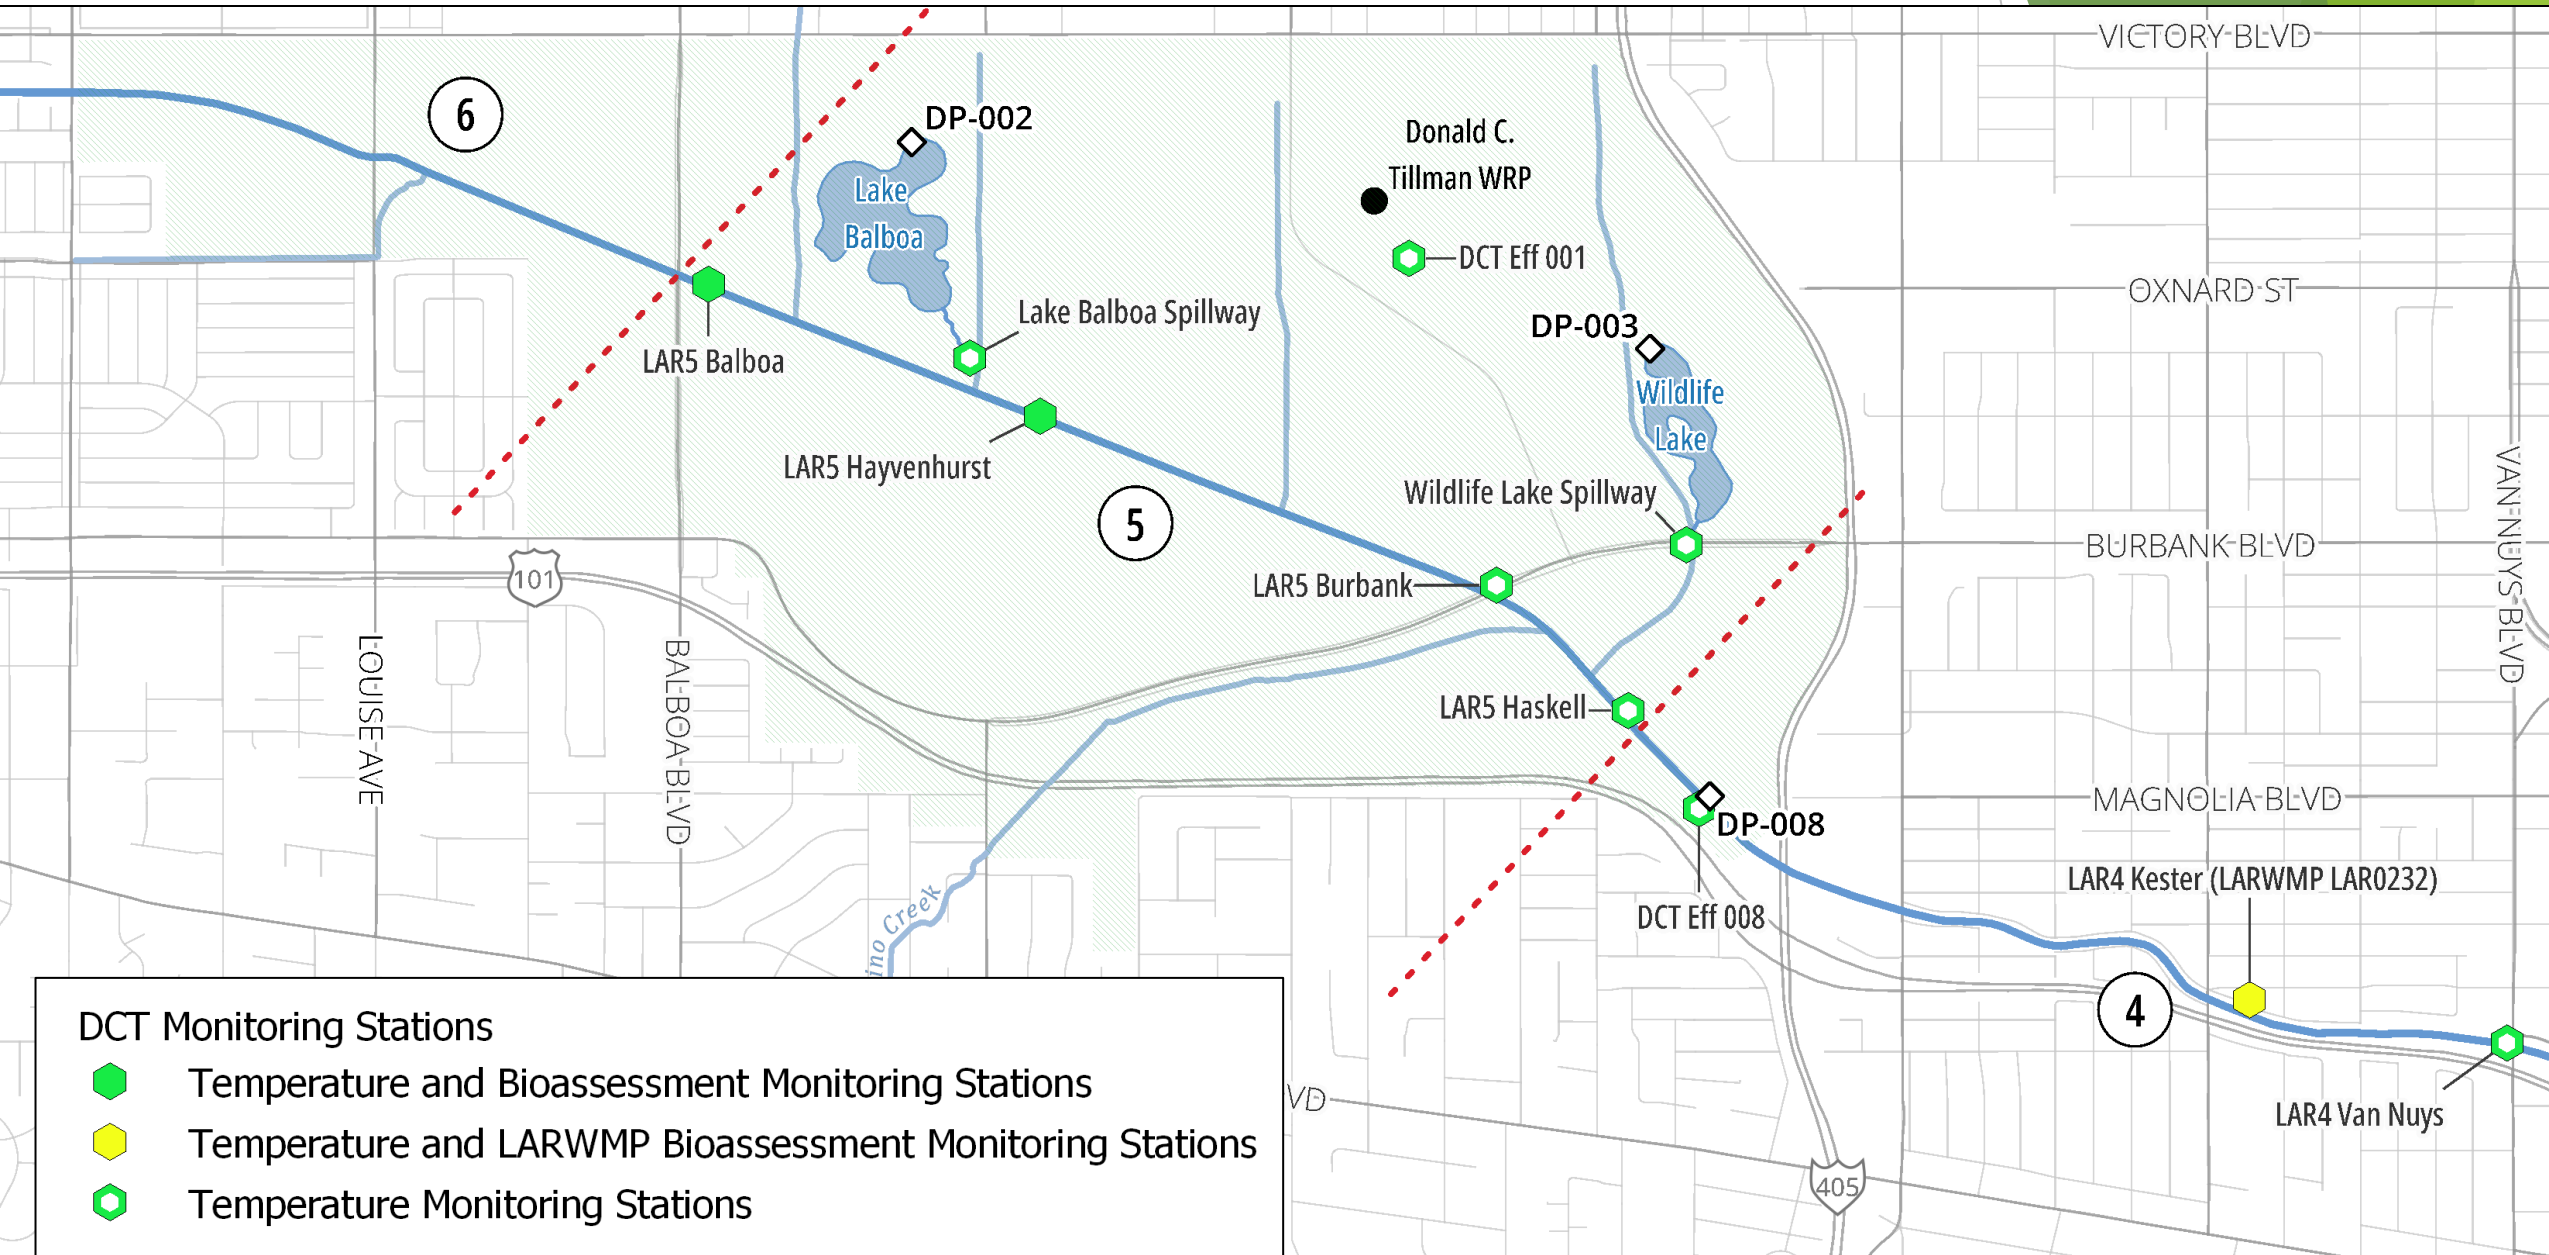 VICTORY BLVD
6
DP-002
Donald C.
Tillman WRP
Lake
Balboa
DCT Eff 001
OXNARD ST
Lake Balboa Spillway
DP-003
LAR5 Balboa
Wildlife
Lake
LAR5 Hayvenhurst
Wildlife Lake Spillway
5
BURBANK BLVD
VAN NUYS BLVD
101
LAR5 Burbank
LOUISE AVE
BALBOA BLVD
LAR5 Haskell
MAGNOLIA BLVD
DP-008
LAR4 Kester (LARWMP LAR0232)
DCT Eff 008
ino Creek
4
LAR4 Van Nuys
VD
405
DCT Monitoring Stations
Temperature and Bioassessment Monitoring Stations
Temperature and LARWMP Bioassessment Monitoring Stations
Temperature Monitoring Stations